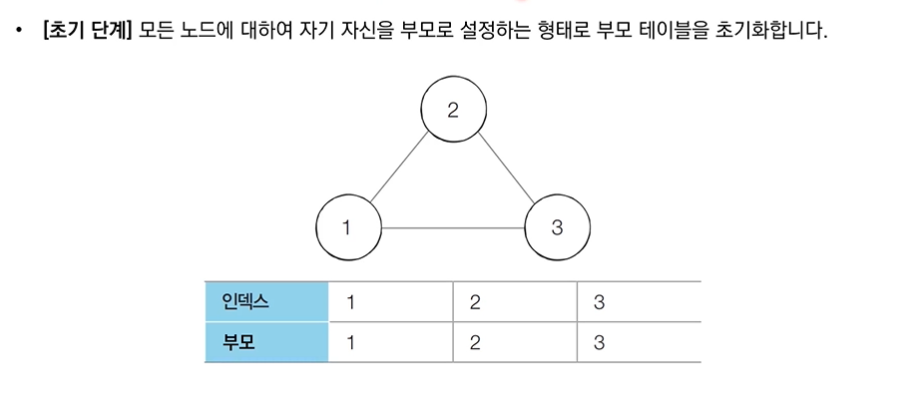 • [초기 단계] 모든 노드에 대하여 자기 자신을 부모로 설정하는 형태로 부모 테이블을 초기화합니다.
2
1 3
인덱스 1 2 3
부모 1 2 3